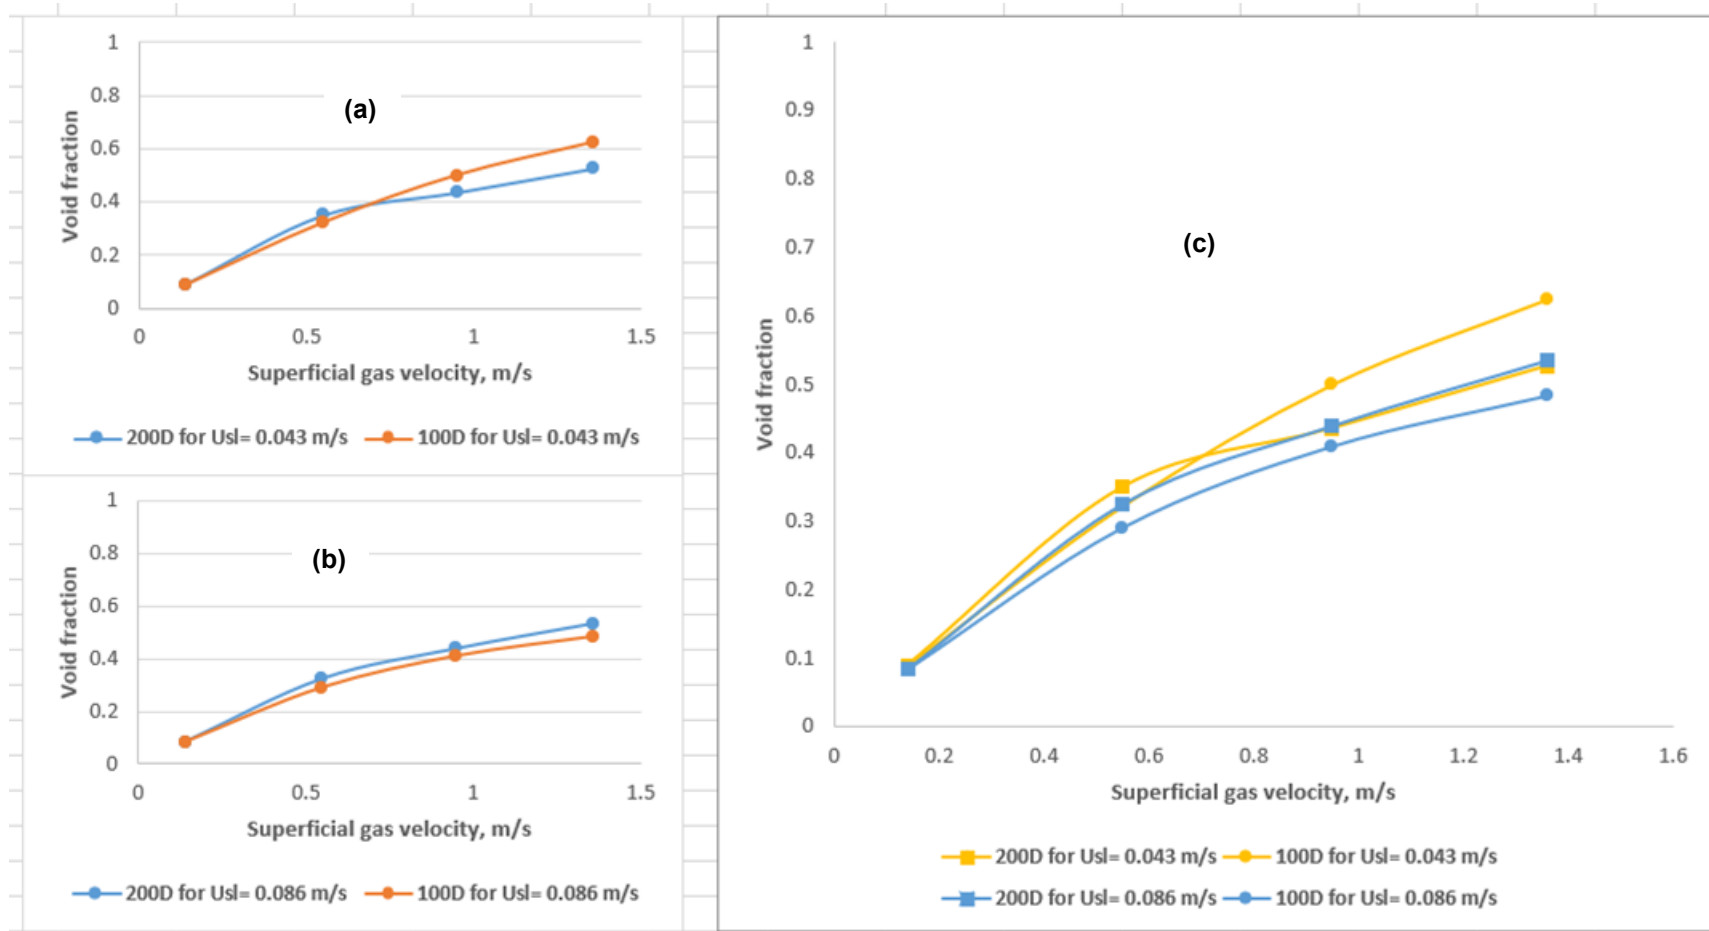 1
0.8
(a)
0.6
0.4
0.2
0
Void fraction
0 0.5 1 1.5
Superficial gas velocity, m/s
200D for Usl= 0.043 m/s 100D for Usl= 0.043 m/s
1
0.8
(b)
0.6
0.4
0.2
0
Void fraction
0 0.5 1 1.5
Superficial gas velocity, m/s
200D for Usl= 0.086 m/s 100D for Usl= 0.086 m/s
1
0.9
0.8
0.7
(c)
0.6
0.5
0.4
0.3
0.2
0.1
0
Void fraction
0 0.2 0.4 0.6 0.8 1 1.2 1.4 1.6
Superficial gas velocity, m/s
200D for Usl= 0.043 m/s 100D for Usl= 0.043 m/s
200D for Usl= 0.086 m/s 100D for Usl= 0.086 m/s